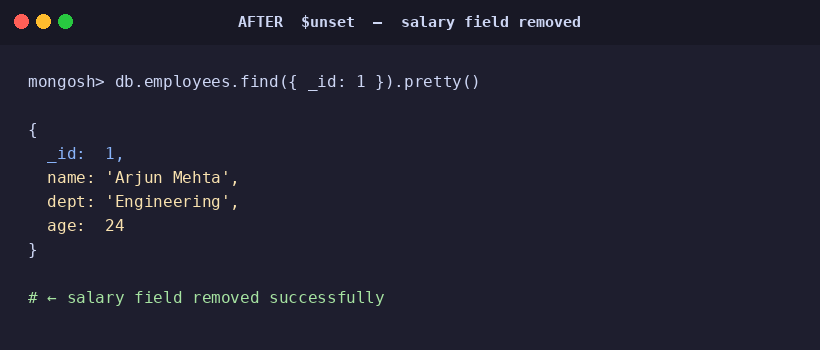 AFTER  $unset  —  salary field removed
mongosh> db.employees.find({ _id: 1 }).pretty()
{
  _id:  1,
  name: 'Arjun Mehta',
  dept: 'Engineering',
  age:  24
}
# ← salary field removed successfully